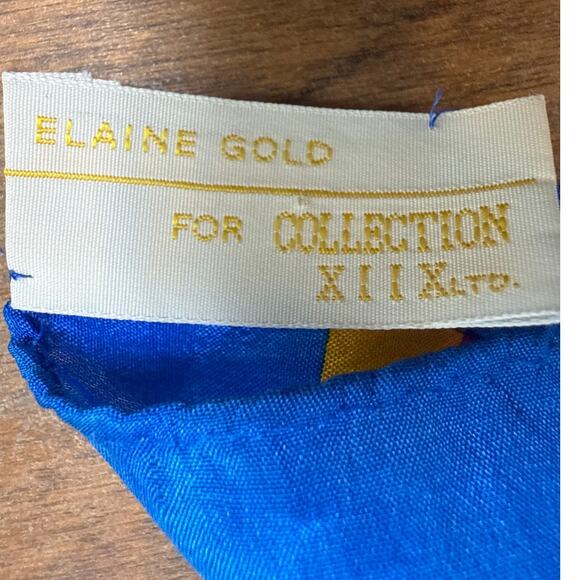 ELAINE GOLD
FOR COLLECTION
XIIX LTD.